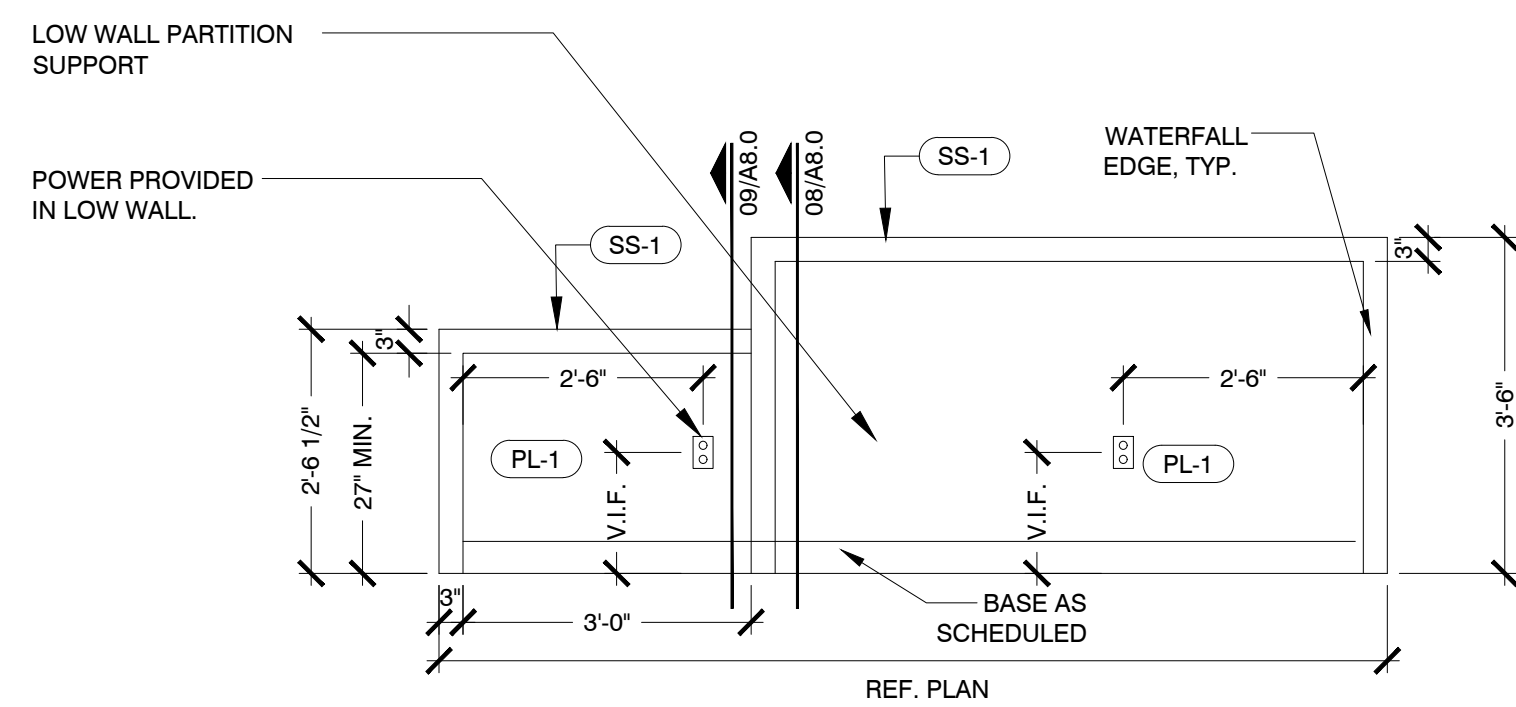 LOW WALL PARTITION
SUPPORT
POWER PROVIDED
IN LOW WALL.
SS-1
09/A8.0
08/A8.0
SS-1
WATERFALL
EDGE, TYP.
3"
3"
2'-6"
2'-6"
2'-6 1/2"
27" MIN.
3'-6"
PL-1
PL-1
V.I.F.
V.I.F.
3"
3'-0"
BASE AS
SCHEDULED
REF. PLAN